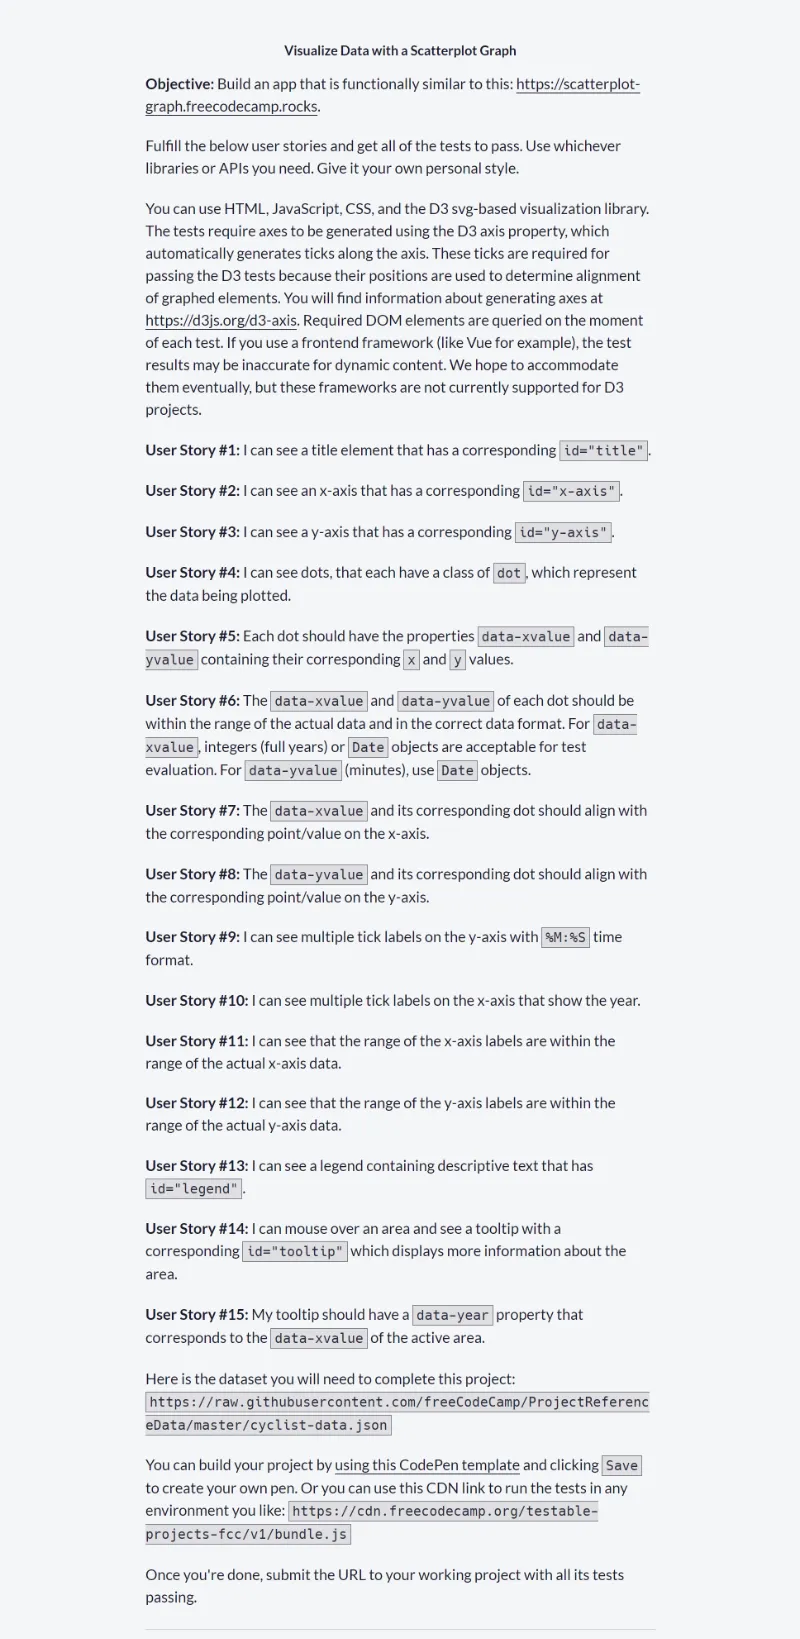 Visualize Data with a Scatterplot Graph
Objective: Build an app that is functionally similar to this: https://scatterplot-
graph.freecodecamp.rocks.
Fulfill the below user stories and get all of the tests to pass. Use whichever
libraries or APIs you need. Give it your own personal style.
You can use HTML, JavaScript, CSS, and the D3 svg-based visualization library.
The tests require axes to be generated using the D3 axis property, which
automatically generates ticks along the axis. These ticks are required for
passing the D3 tests because their positions are used to determine alignment
of graphed elements. You will find information about generating axes at
https://d3js.org/d3-axis. Required DOM elements are queried on the moment
of each test. If you use a frontend framework (like Vue for example), the test
results may be inaccurate for dynamic content. We hope to accommodate
them eventually, but these frameworks are not currently supported for D3
projects.
User Story #1: I can see a title element that has a corresponding id="title".
User Story #2: I can see an x-axis that has a corresponding id="x-axis".
User Story #3: I can see a y-axis that has a corresponding id="y-axis".
User Story #4: I can see dots, that each have a class of dot, which represent
the data being plotted.
User Story #5: Each dot should have the properties data-xvalue and data-
yvalue containing their corresponding x and y values.
User Story #6: The data-xvalue and data-yvalue of each dot should be
within the range of the actual data and in the correct data format. For data-
xvalue, integers (full years) or Date objects are acceptable for test
evaluation. For data-yvalue (minutes), use Date objects.
User Story #7: The data-xvalue and its corresponding dot should align with
the corresponding point/value on the x-axis.
User Story #8: The data-yvalue and its corresponding dot should align with
the corresponding point/value on the y-axis.
User Story #9: I can see multiple tick labels on the y-axis with %M:%S time
format.
User Story #10: I can see multiple tick labels on the x-axis that show the year.
User Story #11: I can see that the range of the x-axis labels are within the
range of the actual x-axis data.
User Story #12: I can see that the range of the y-axis labels are within the
range of the actual y-axis data.
User Story #13: I can see a legend containing descriptive text that has
id="legend".
User Story #14: I can mouse over an area and see a tooltip with a
corresponding id="tooltip" which displays more information about the
area.
User Story #15: My tooltip should have a data-year property that
corresponds to the data-xvalue of the active area.
Here is the dataset you will need to complete this project:
https://raw.githubusercontent.com/freeCodeCamp/ProjectReferenc
eData/master/cyclist-data.json
You can build your project by using this CodePen template and clicking Save
to create your own pen. Or you can use this CDN link to run the tests in any
environment you like: https://cdn.freecodecamp.org/testable-
projects-fcc/v1/bundle.js
Once you're done, submit the URL to your working project with all its tests
passing.